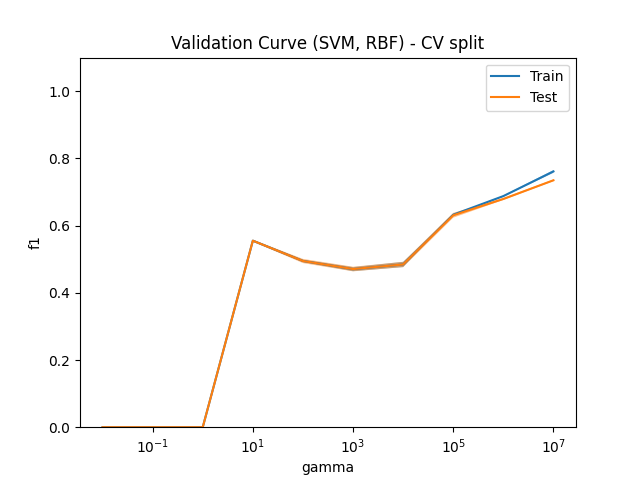 Validation Curve (SVM, RBF) - CV split
Train
Test
f1
1.0
0.8
0.6
0.4
0.2
0.0
10⁻¹ 10¹ 10³ 10⁵ 10⁷
gamma